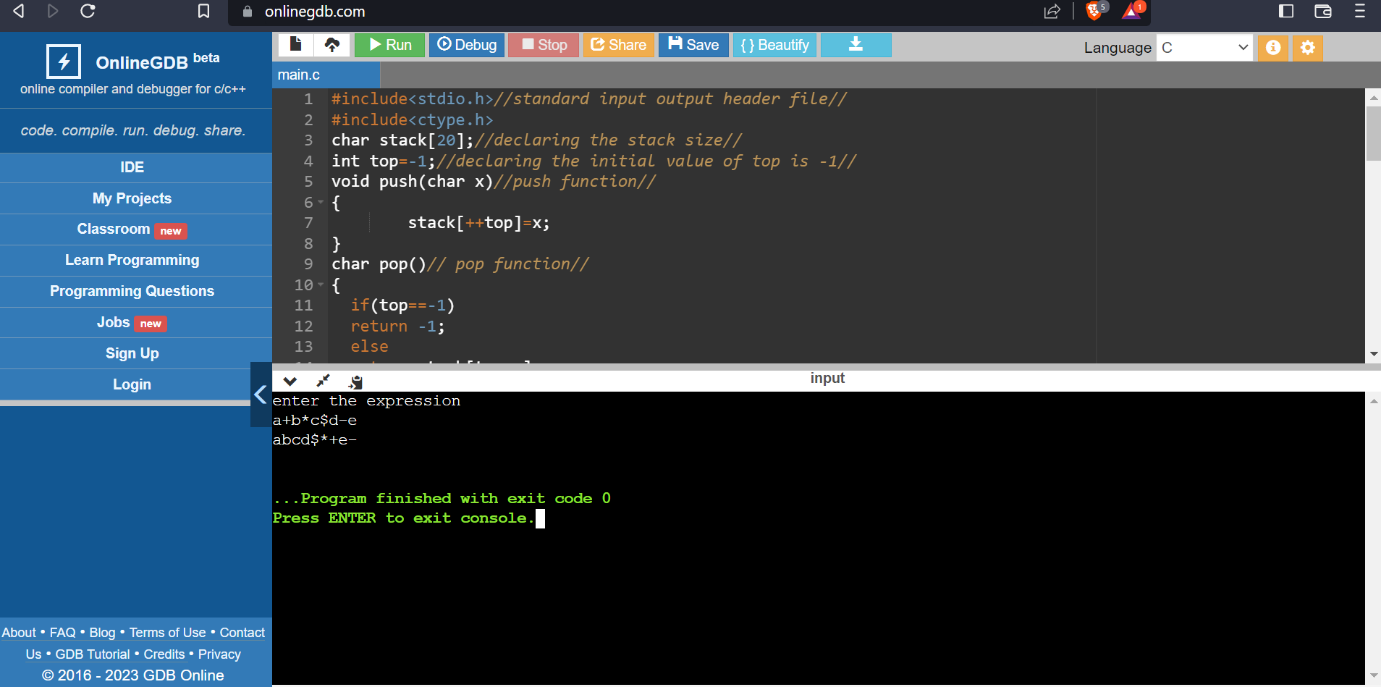 onlinegdb.com
5
1
OnlineGDB beta
online compiler and debugger for c/c++
code. compile. run. debug. share.
IDE
My Projects
Classroom new
Learn Programming
Programming Questions
Jobs new
Sign Up
Login
About • FAQ • Blog • Terms of Use • Contact
Us • GDB Tutorial • Credits • Privacy
© 2016 - 2023 GDB Online
Run Debug Stop Share Save { } Beautify
Language C
main.c
1 #include<stdio.h>//standard input output header file//
2 #include<ctype.h>
3 char stack[20];//declaring the stack size//
4 int top=-1;//declaring the initial value of top is -1//
5 void push(char x)//push function//
6 {
7 stack[++top]=x;
8 }
9 char pop()// pop function//
10 {
11 if(top==-1)
12 return -1;
13 else
input
enter the expression
a+b*c$d-e
abcd$*+e-
...Program finished with exit code 0
Press ENTER to exit console.